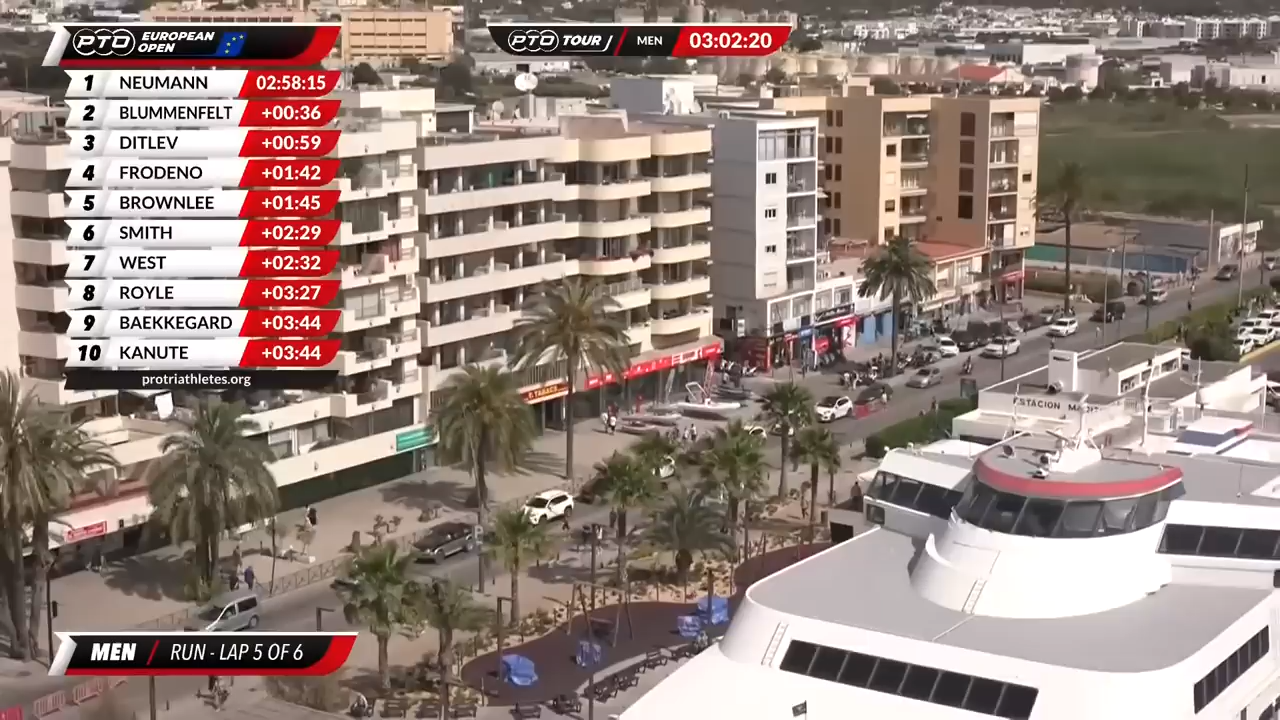 PTO EUROPEAN OPEN
PTO TOUR MEN 03:02:20
1 NEUMANN 02:58:15
2 BLUMMENFELT +00:36
3 DITLEV +00:59
4 FRODENO +01:42
5 BROWNLEE +01:45
6 SMITH +02:29
7 WEST +02:32
8 ROYLE +03:27
9 BAEKKEGARD +03:44
10 KANUTE +03:44
protriathletes.org
TABACS
ESTACION
MEN RUN - LAP 5 OF 6